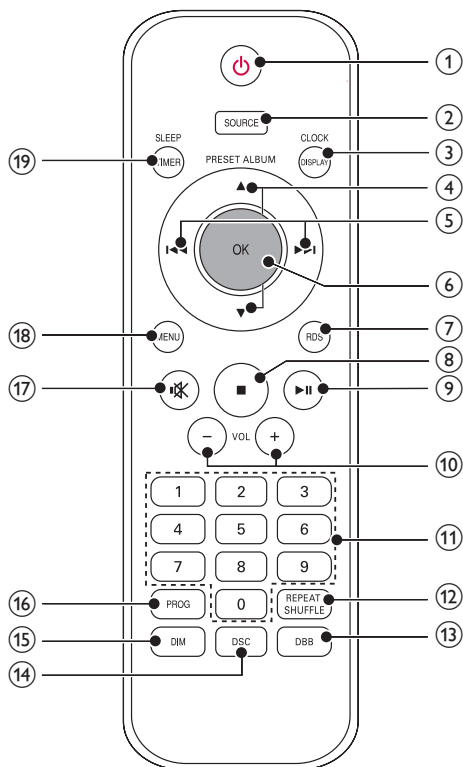 ①
SOURCE
②
SLEEP
CLOCK
⑲
TIMER
PRESET ALBUM
DISPLAY
③
④
⑤
OK
⑥
⑱
MENU
RDS
⑦
⑧
⑰
⑨
VOL
⑩
1 2 3
4 5 6
⑪
7 8 9
⑯
PROG
0
REPEAT
SHUFFLE
⑫
⑮
DIM
DSC
DBB
⑬
⑭